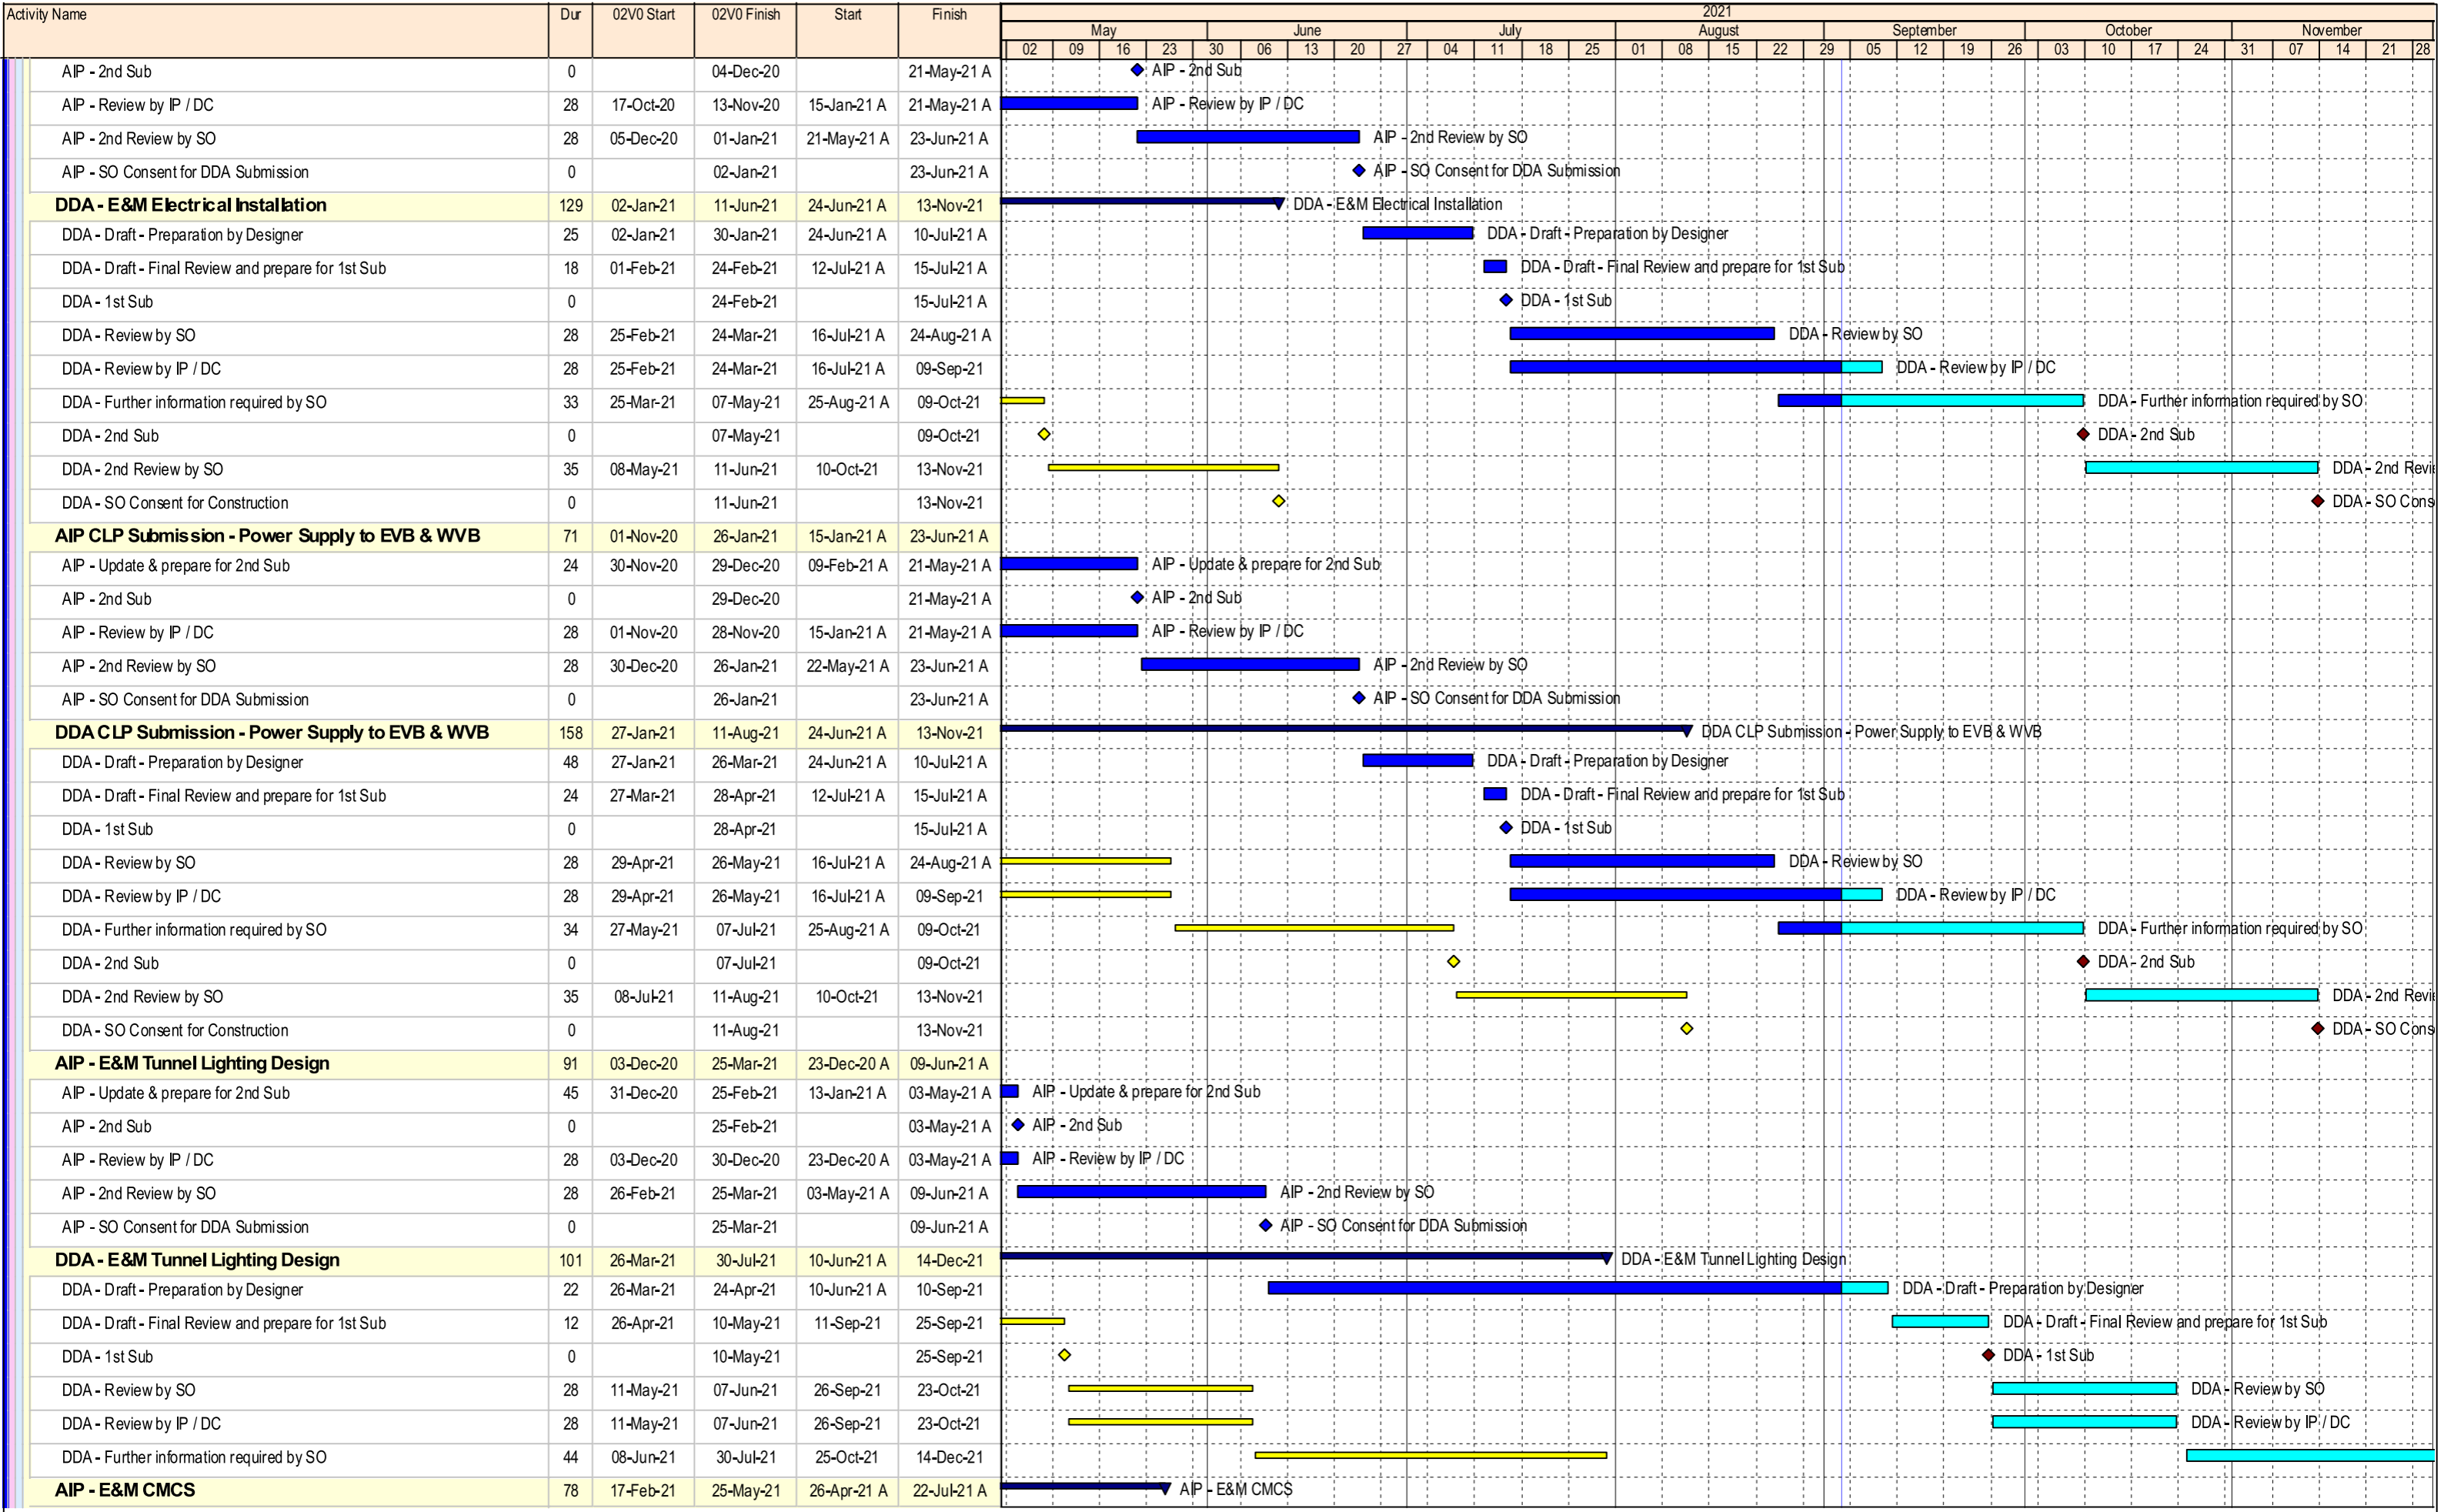 Activity Name Dur 02V0 Start 02V0 Finish Start Finish 2021
May June July August September October November
02 09 16 23 30 06 13 20 27 04 11 18 25 01 08 15 22 29 05 12 19 26 03 10 17 24 31 07 14 21 28
AIP - 2nd Sub 0 04-Dec-20 21-May-21 A AIP - 2nd Sub
AIP - Review by IP / DC 28 17-Oct-20 13-Nov-20 15-Jan-21 A 21-May-21 A AIP - Review by IP / DC
AIP - 2nd Review by SO 28 05-Dec-20 01-Jan-21 21-May-21 A 23-Jun-21 A AIP - 2nd Review by SO
AIP - SO Consent for DDA Submission 0 02-Jan-21 23-Jun-21 A AIP - SO Consent for DDA Submission
DDA - E&M Electrical Installation 129 02-Jan-21 11-Jun-21 24-Jun-21 A 13-Nov-21 DDA - E&M Electrical Installation
DDA - Draft - Preparation by Designer 25 02-Jan-21 30-Jan-21 24-Jun-21 A 10-Jul-21 A DDA - Draft - Preparation by Designer
DDA - Draft - Final Review and prepare for 1st Sub 18 01-Feb-21 24-Feb-21 12-Jul-21 A 15-Jul-21 A DDA - Draft - Final Review and prepare for 1st Sub
DDA - 1st Sub 0 24-Feb-21 15-Jul-21 A DDA - 1st Sub
DDA - Review by SO 28 25-Feb-21 24-Mar-21 16-Jul-21 A 24-Aug-21 A DDA - Review by SO
DDA - Review by IP / DC 28 25-Feb-21 24-Mar-21 16-Jul-21 A 09-Sep-21 DDA - Review by IP / DC
DDA - Further information required by SO 33 25-Mar-21 07-May-21 25-Aug-21 A 09-Oct-21 DDA - Further information required by SO
DDA - 2nd Sub 0 07-May-21 09-Oct-21 DDA - 2nd Sub
DDA - 2nd Review by SO 35 08-May-21 11-Jun-21 10-Oct-21 13-Nov-21 DDA - 2nd Revi
DDA - SO Consent for Construction 0 11-Jun-21 13-Nov-21 DDA - SO Cons
AIP CLP Submission - Power Supply to EVB & WVB 71 01-Nov-20 26-Jan-21 15-Jan-21 A 23-Jun-21 A
AIP - Update & prepare for 2nd Sub 24 30-Nov-20 29-Dec-20 09-Feb-21 A 21-May-21 A AIP - Update & prepare for 2nd Sub
AIP - 2nd Sub 0 29-Dec-20 21-May-21 A AIP - 2nd Sub
AIP - Review by IP / DC 28 01-Nov-20 28-Nov-20 15-Jan-21 A 21-May-21 A AIP - Review by IP / DC
AIP - 2nd Review by SO 28 30-Dec-20 26-Jan-21 22-May-21 A 23-Jun-21 A AIP - 2nd Review by SO
AIP - SO Consent for DDA Submission 0 26-Jan-21 23-Jun-21 A AIP - SO Consent for DDA Submission
DDA CLP Submission - Power Supply to EVB & WVB 158 27-Jan-21 11-Aug-21 24-Jun-21 A 13-Nov-21 DDA CLP Submission - Power Supply to EVB & WVB
DDA - Draft - Preparation by Designer 48 27-Jan-21 26-Mar-21 24-Jun-21 A 10-Jul-21 A DDA - Draft - Preparation by Designer
DDA - Draft - Final Review and prepare for 1st Sub 24 27-Mar-21 28-Apr-21 12-Jul-21 A 15-Jul-21 A DDA - Draft - Final Review and prepare for 1st Sub
DDA - 1st Sub 0 28-Apr-21 15-Jul-21 A DDA - 1st Sub
DDA - Review by SO 28 29-Apr-21 26-May-21 16-Jul-21 A 24-Aug-21 A DDA - Review by SO
DDA - Review by IP / DC 28 29-Apr-21 26-May-21 16-Jul-21 A 09-Sep-21 DDA - Review by IP / DC
DDA - Further information required by SO 34 27-May-21 07-Jul-21 25-Aug-21 A 09-Oct-21 DDA - Further information required by SO
DDA - 2nd Sub 0 07-Jul-21 09-Oct-21 DDA - 2nd Sub
DDA - 2nd Review by SO 35 08-Jul-21 11-Aug-21 10-Oct-21 13-Nov-21 DDA - 2nd Revi
DDA - SO Consent for Construction 0 11-Aug-21 13-Nov-21 DDA - SO Cons
AIP - E&M Tunnel Lighting Design 91 03-Dec-20 25-Mar-21 23-Dec-20 A 09-Jun-21 A
AIP - Update & prepare for 2nd Sub 45 31-Dec-20 25-Feb-21 13-Jan-21 A 03-May-21 A AIP - Update & prepare for 2nd Sub
AIP - 2nd Sub 0 25-Feb-21 03-May-21 A AIP - 2nd Sub
AIP - Review by IP / DC 28 03-Dec-20 30-Dec-20 23-Dec-20 A 03-May-21 A AIP - Review by IP / DC
AIP - 2nd Review by SO 28 26-Feb-21 25-Mar-21 03-May-21 A 09-Jun-21 A AIP - 2nd Review by SO
AIP - SO Consent for DDA Submission 0 25-Mar-21 09-Jun-21 A AIP - SO Consent for DDA Submission
DDA - E&M Tunnel Lighting Design 101 26-Mar-21 30-Jul-21 10-Jun-21 A 14-Dec-21 DDA - E&M Tunnel Lighting Design
DDA - Draft - Preparation by Designer 22 26-Mar-21 24-Apr-21 10-Jun-21 A 10-Sep-21 DDA - Draft - Preparation by Designer
DDA - Draft - Final Review and prepare for 1st Sub 12 26-Apr-21 10-May-21 11-Sep-21 25-Sep-21 DDA - Draft - Final Review and prepare for 1st Sub
DDA - 1st Sub 0 10-May-21 25-Sep-21 DDA - 1st Sub
DDA - Review by SO 28 11-May-21 07-Jun-21 26-Sep-21 23-Oct-21 DDA - Review by SO
DDA - Review by IP / DC 28 11-May-21 07-Jun-21 26-Sep-21 23-Oct-21 DDA - Review by IP / DC
DDA - Further information required by SO 44 08-Jun-21 30-Jul-21 25-Oct-21 14-Dec-21
AIP - E&M CMCS 78 17-Feb-21 25-May-21 26-Apr-21 A 22-Jul-21 A AIP - E&M CMCS